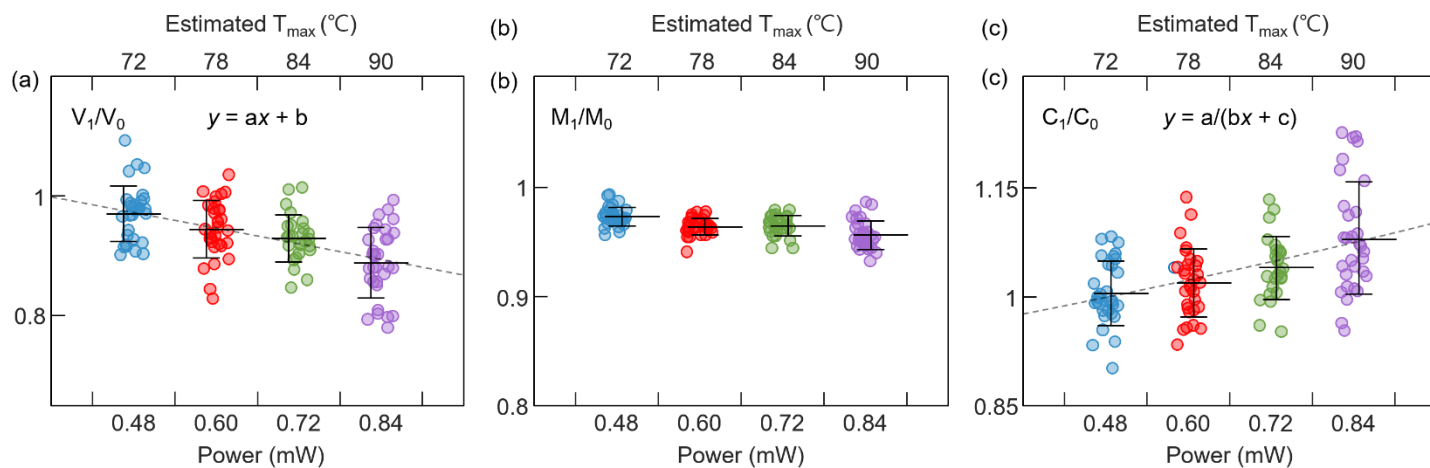 Estimated Tmax (℃)
72 78 84 90
(a)
V1/V0
y = ax + b
1
0.8
0.48 0.60 0.72 0.84
Power (mW)
(b)
Estimated Tmax (℃)
72 78 84 90
(b)
M1/M0
1
0.9
0.8
0.48 0.60 0.72 0.84
Power (mW)
(c)
Estimated Tmax (℃)
72 78 84 90
(c)
C1/C0
y = a/(bx + c)
1.15
1
0.85
0.48 0.60 0.72 0.84
Power (mW)